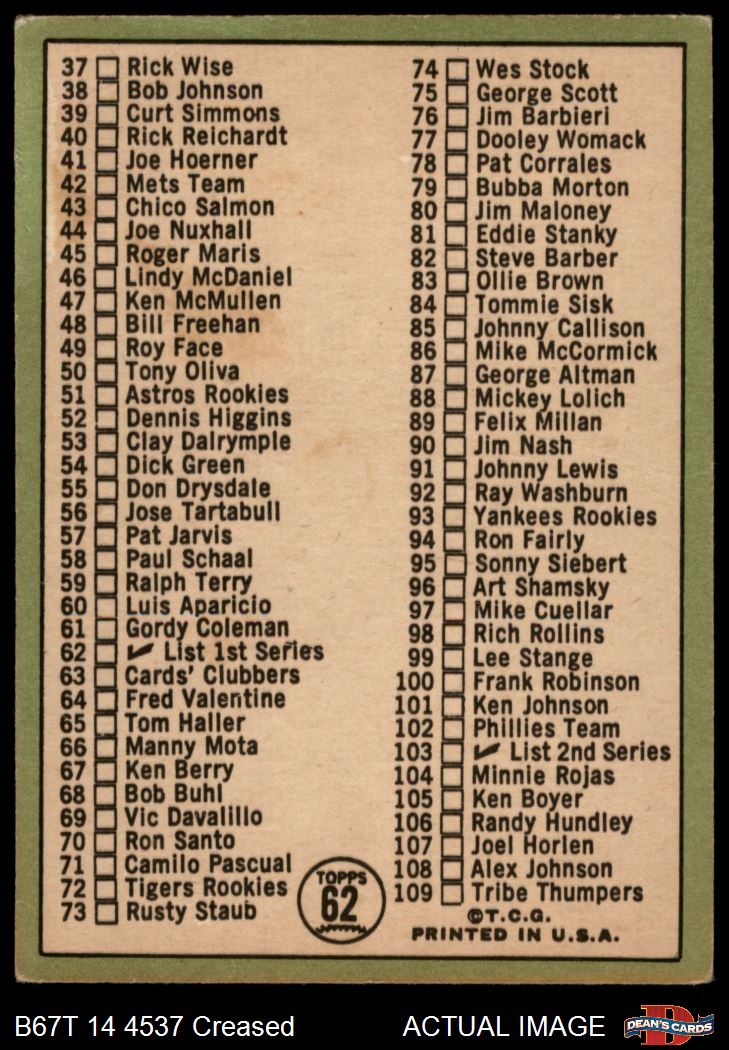 37 Rick Wise
38 Bob Johnson
39 Curt Simmons
40 Rick Reichardt
41 Joe Hoerner
42 Mets Team
43 Chico Salmon
44 Joe Nuxhall
45 Roger Maris
46 Lindy McDaniel
47 Ken McMullen
48 Bill Freehan
49 Roy Face
50 Tony Oliva
51 Astros Rookies
52 Dennis Higgins
53 Clay Dalrymple
54 Dick Green
55 Don Drysdale
56 Jose Tartabull
57 Pat Jarvis
58 Paul Schaal
59 Ralph Terry
60 Luis Aparicio
61 Gordy Coleman
62 ✓ List 1st Series
63 Cards' Clubbers
64 Fred Valentine
65 Tom Haller
66 Manny Mota
67 Ken Berry
68 Bob Buhl
69 Vic Davalillo
70 Ron Santo
71 Camilo Pascual
72 Tigers Rookies
73 Rusty Staub
TOPPS
62
74 Wes Stock
75 George Scott
76 Jim Barbieri
77 Dooley Womack
78 Pat Corrales
79 Bubba Morton
80 Jim Maloney
81 Eddie Stanky
82 Steve Barber
83 Ollie Brown
84 Tommie Sisk
85 Johnny Callison
86 Mike McCormick
87 George Altman
88 Mickey Lolich
89 Felix Millan
90 Jim Nash
91 Johnny Lewis
92 Ray Washburn
93 Yankees Rookies
94 Ron Fairly
95 Sonny Siebert
96 Art Shamsky
97 Mike Cuellar
98 Rich Rollins
99 Lee Stange
100 Frank Robinson
101 Ken Johnson
102 Phillies Team
103 ✓ List 2nd Series
104 Minnie Rojas
105 Ken Boyer
106 Randy Hundley
107 Joel Horlen
108 Alex Johnson
109 Tribe Thumpers
©T.C.G.
PRINTED IN U.S.A.
B67T 14 4537 Creased
ACTUAL IMAGE
DEAN'S CARDS